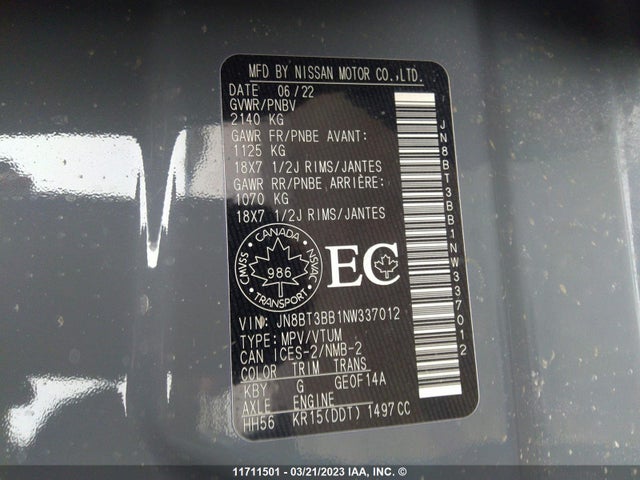 MFD BY NISSAN MOTOR CO.,LTD.
DATE 06/22
GVWR/PNBV
2140 KG
GAWR FR/PNBE AVANT:
1125 KG
18X7 1/2J RIMS/JANTES
GAWR RR/PNBE ARRIÈRE:
1070 KG
18X7 1/2J RIMS/JANTES
CANADA
CMVSS
NSVAC
986
TRANSPORT
EC
VIN: JN8BT3BB1NW337012
TYPE: MPV/VTUM
CAN ICES-2/NMB-2
COLOR TRIM TRANS
KBY G GE0F14A
AXLE ENGINE
HH56 KR15(DDT) 1497CC
JN8BT3BB1NW337012
11711501 - 03/21/2023 IAA, INC. ©